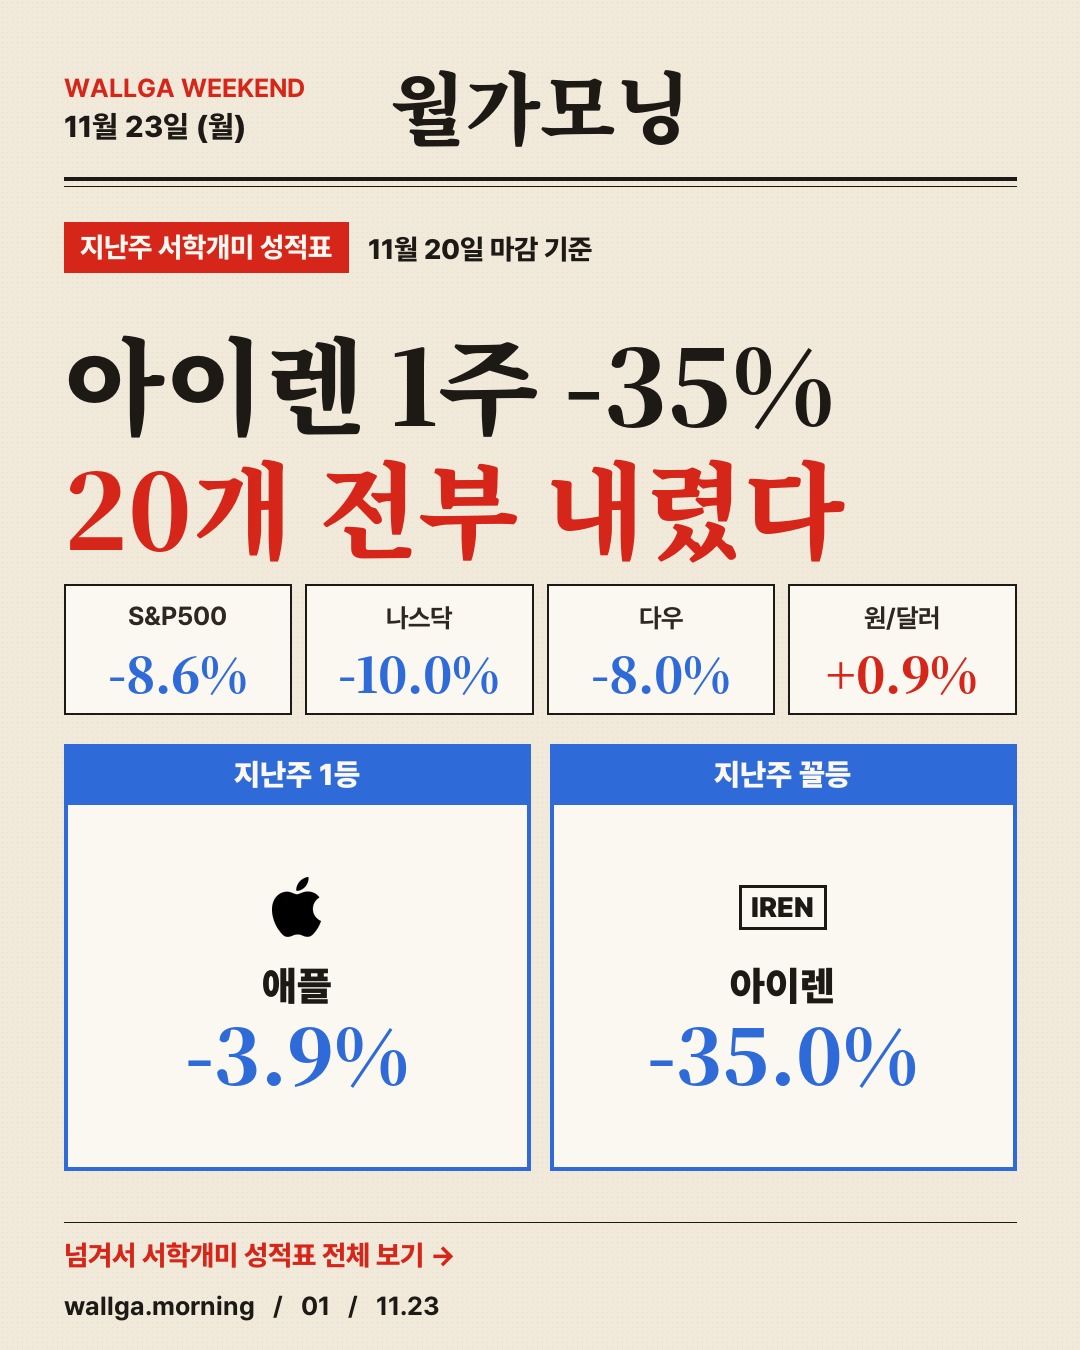 WALLGA WEEKEND
11월 23일 (월)
월가모닝
지난주 서학개미 성적표
11월 20일 마감 기준
아이렌 1주 -35%
20개 전부 내렸다
S&P500
-8.6%
나스닥
-10.0%
다우
-8.0%
원/달러
+0.9%
지난주 1등
애플
-3.9%
지난주 꼴등
IREN
아이렌
-35.0%
넘겨서 서학개미 성적표 전체 보기 →
wallga.morning / 01 / 11.23